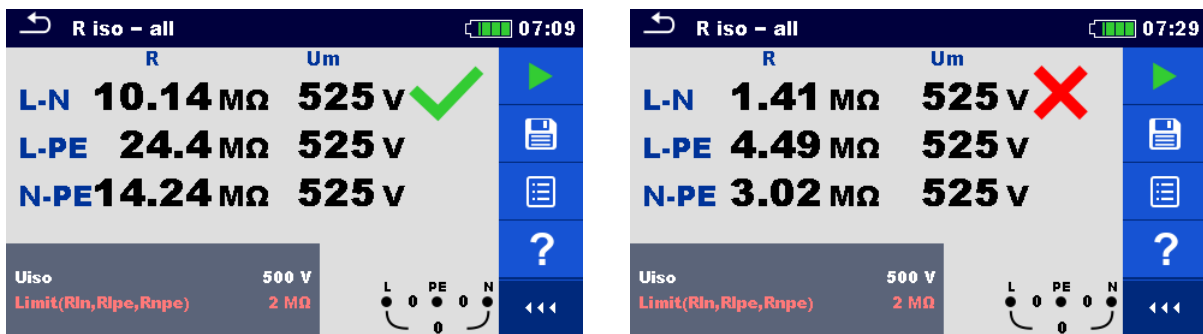 R iso – all 07:09
R Um
L-N 10.14 MΩ 525 V
L-PE 24.4 MΩ 525 V
N-PE 14.24 MΩ 525 V
?
Uiso 500 V
Limit(Rln,Rlpe,Rnpe) 2 MΩ
L PE N
0 0
0
R iso – all 07:29
R Um
L-N 1.41 MΩ 525 V
L-PE 4.49 MΩ 525 V
N-PE 3.02 MΩ 525 V
?
Uiso 500 V
Limit(Rln,Rlpe,Rnpe) 2 MΩ
L PE N
0 0
0